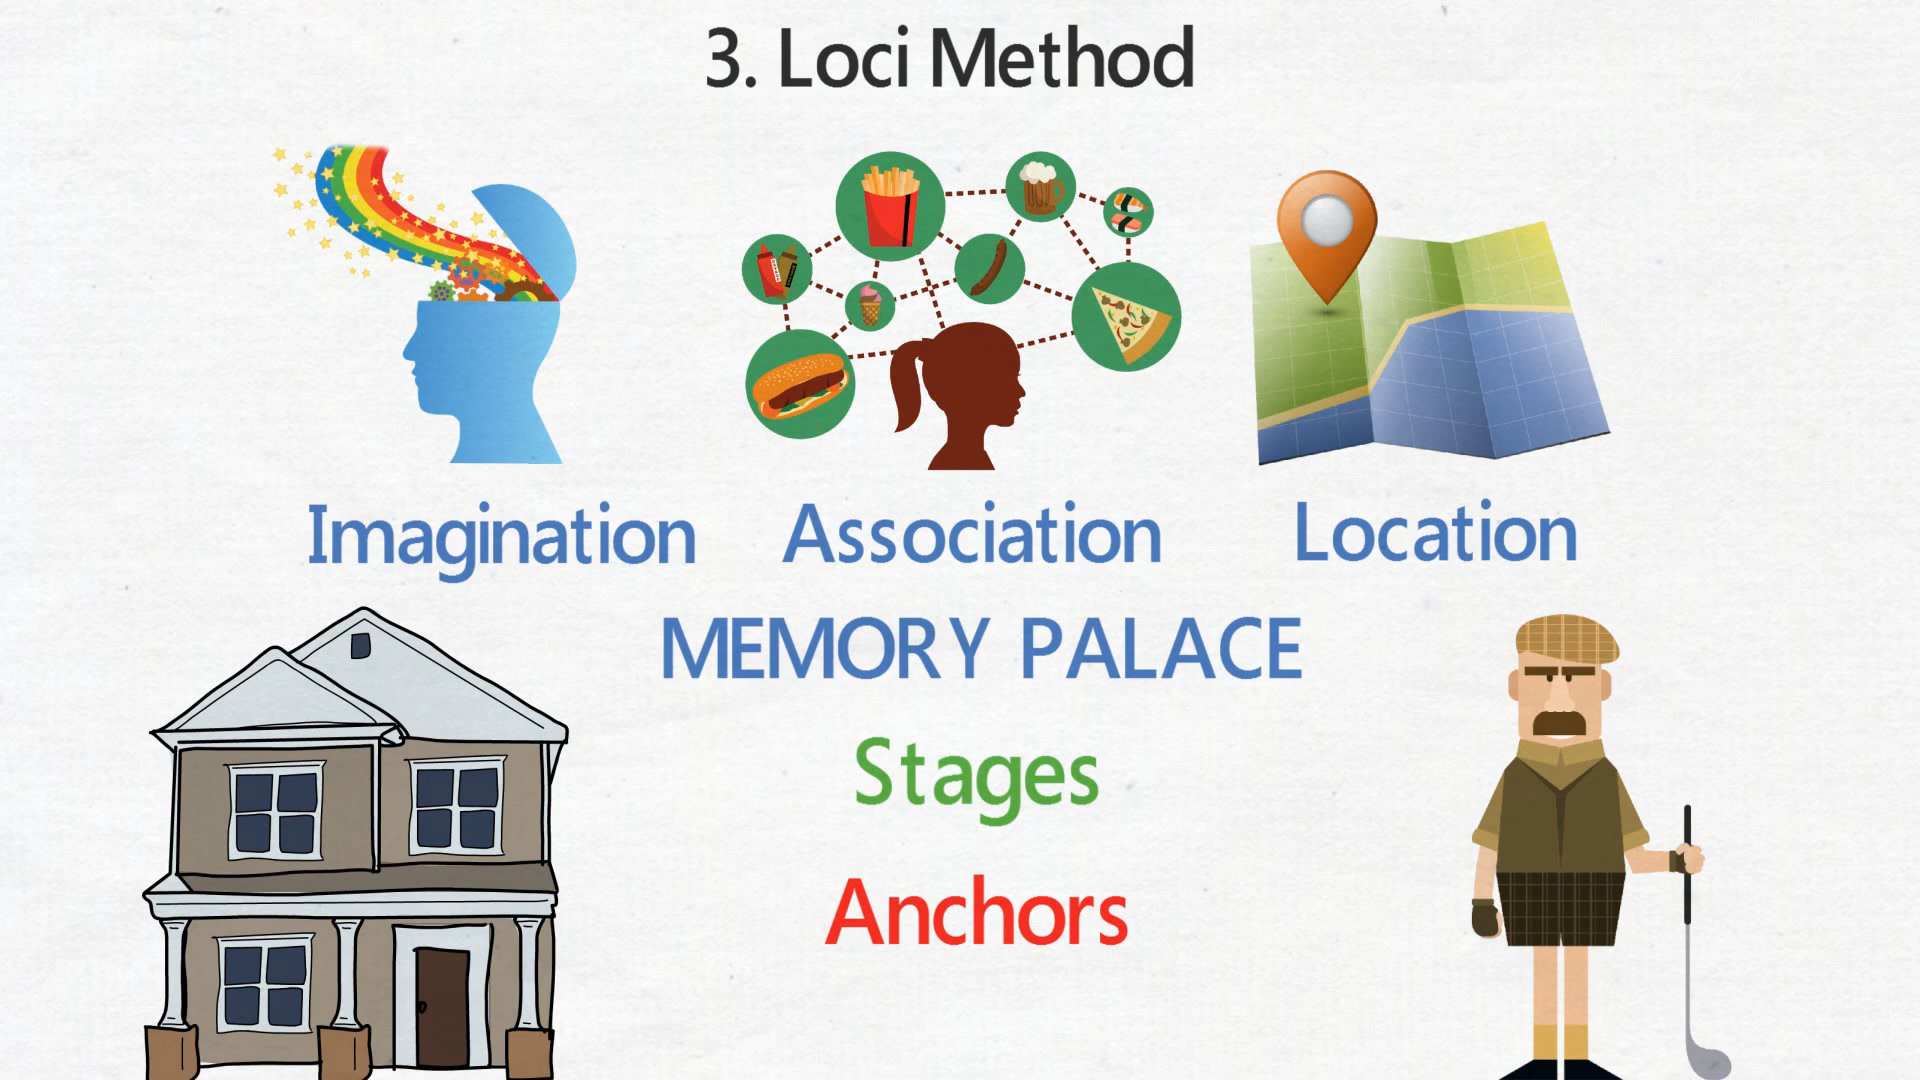 3. Loci Method
Imagination Association Location
MEMORY PALACE
Stages
Anchors